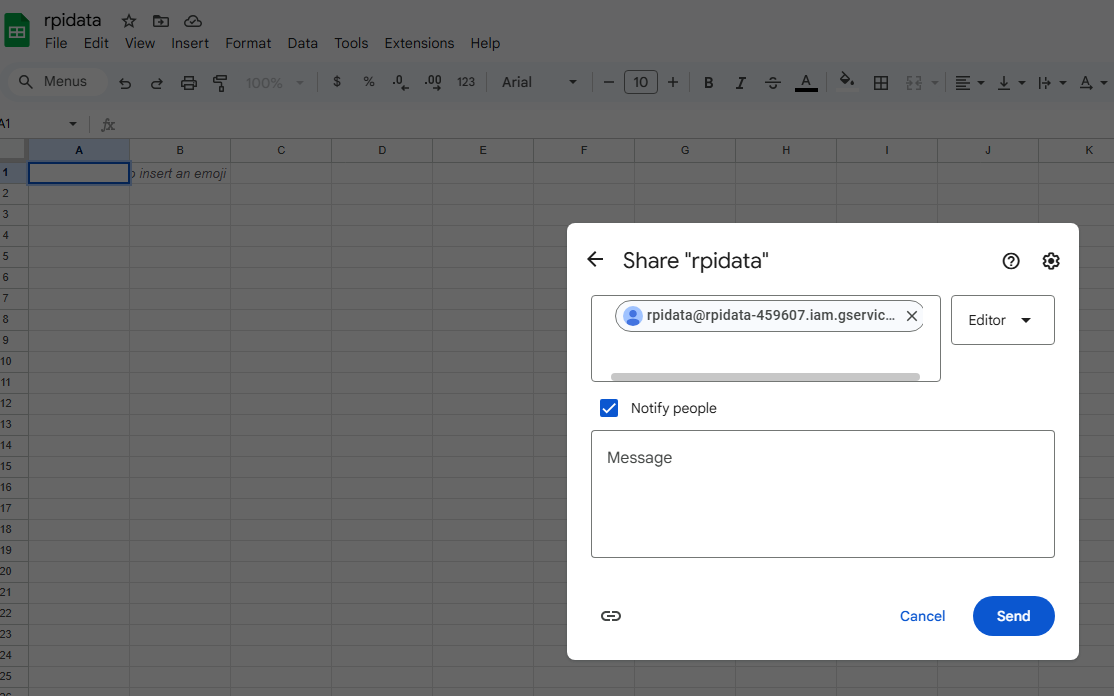 rpidata
File Edit View Insert Format Data Tools Extensions Help
Menus 100% $ % .0 .00 123 Arial 10 B I A A
A1 fx
A B C D E F G H I J K
1 insert an emoji
2
3
4
5
6
7
8
9
10
11
12
13
14
15
16
17
18
19
20
21
22
23
24
25
Share "rpidata"
rpidata@rpidata-459607.iam.gservic...
Editor
Notify people
Message
Cancel Send